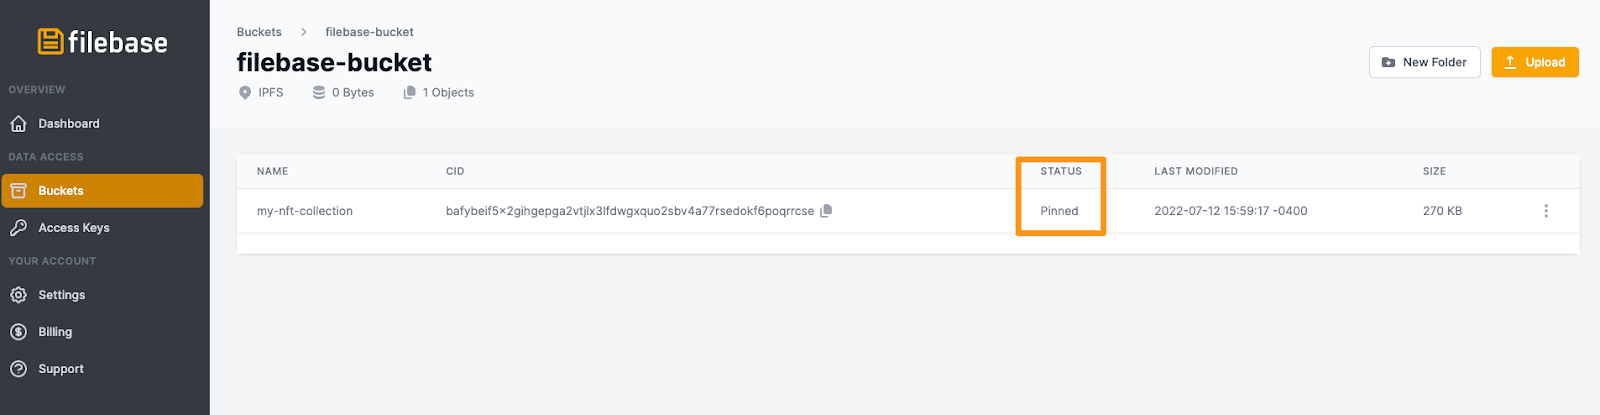 filebase
OVERVIEW
Dashboard
DATA ACCESS
Buckets
Access Keys
YOUR ACCOUNT
Settings
Billing
Support
Buckets > filebase-bucket
filebase-bucket
IPFS 0 Bytes 1 Objects
New Folder Upload
NAME CID STATUS LAST MODIFIED SIZE
my-nft-collection bafybeif5x2gihgepga2vtjlx3lfdwgxquo2sbv4a77rsedokf6poqrrcse Pinned 2022-07-12 15:59:17 -0400 270 KB